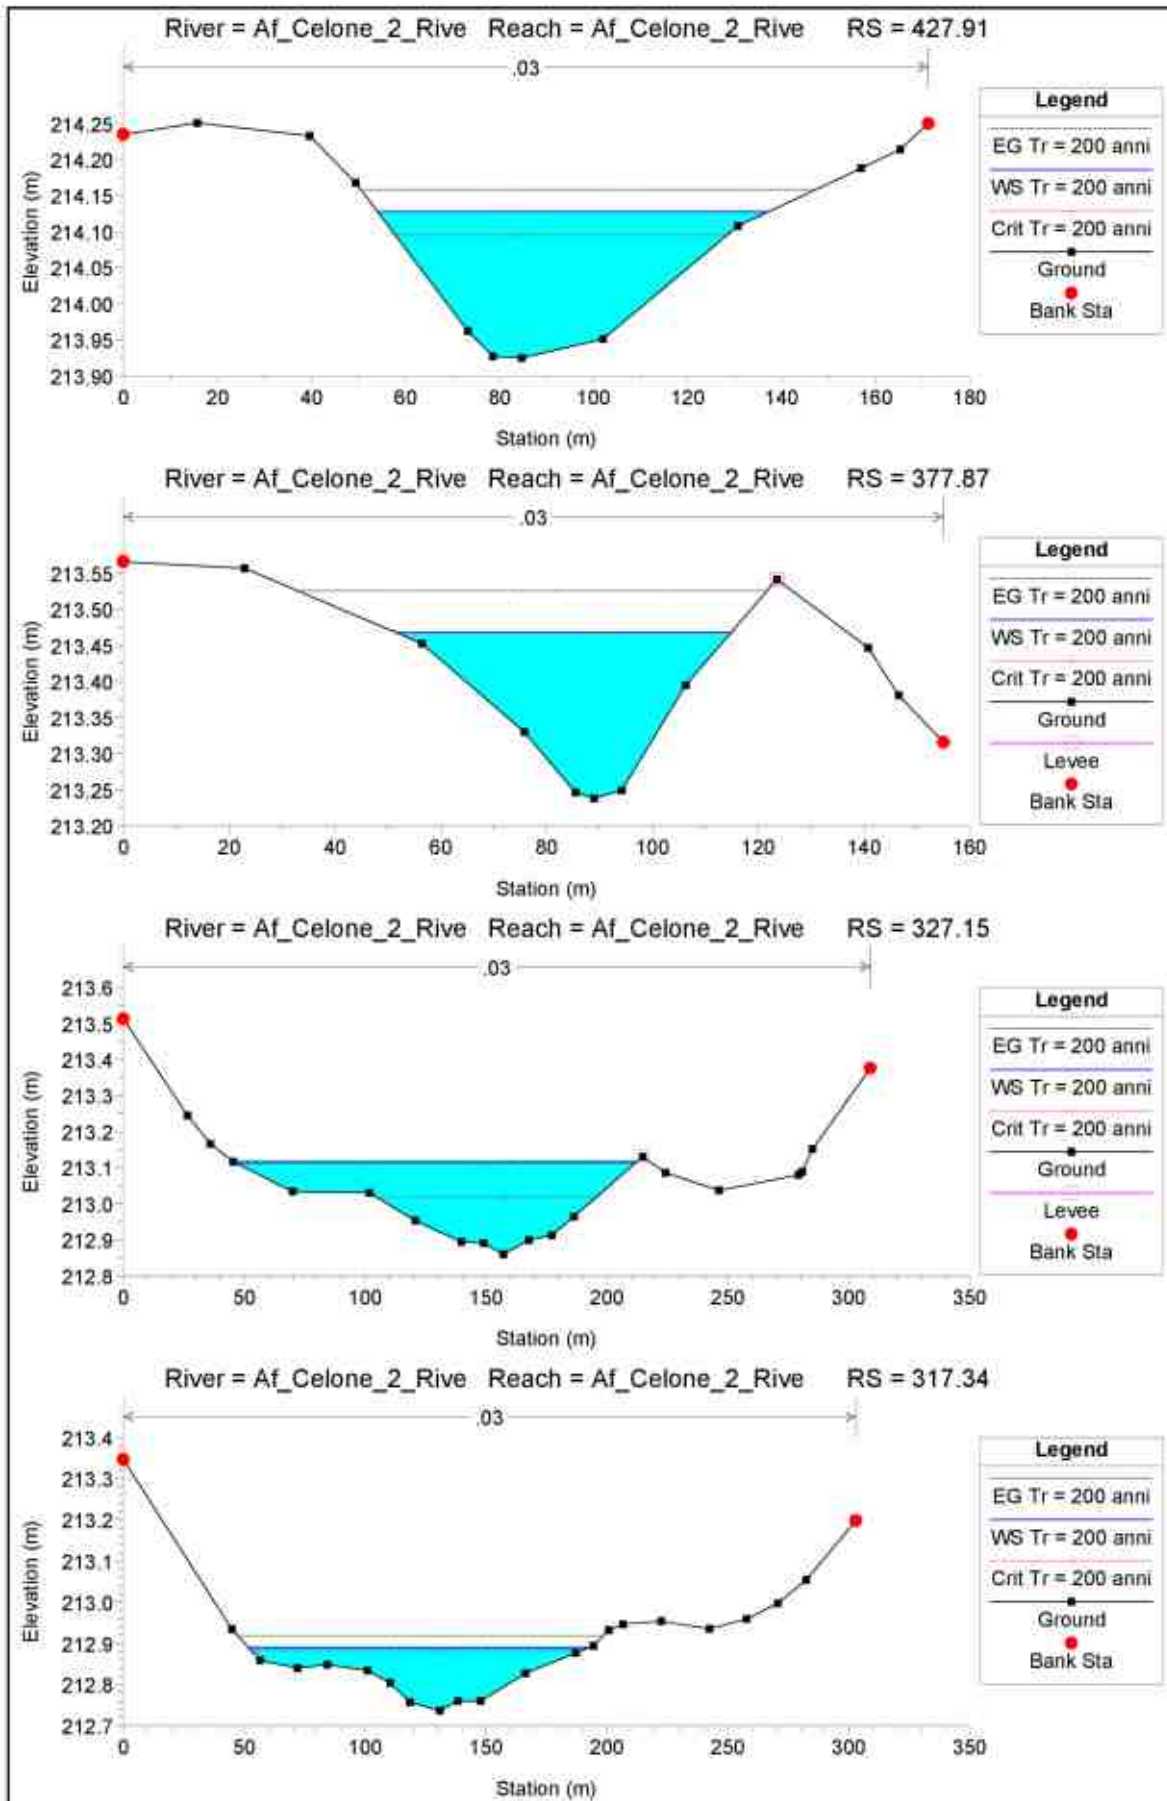 River = Af_Celone_2_Rive Reach = Af_Celone_2_Rive RS = 427.91
.03
Legend
EG Tr = 200 anni
WS Tr = 200 anni
Crit Tr = 200 anni
Ground
Bank Sta
Elevation (m)
214.25
214.20
214.15
214.10
214.05
214.00
213.95
213.90
0 20 40 60 80 100 120 140 160 180
Station (m)
River = Af_Celone_2_Rive Reach = Af_Celone_2_Rive RS = 377.87
.03
Legend
EG Tr = 200 anni
WS Tr = 200 anni
Crit Tr = 200 anni
Ground
Levee
Bank Sta
Elevation (m)
213.55
213.50
213.45
213.40
213.35
213.30
213.25
213.20
0 20 40 60 80 100 120 140 160
Station (m)
River = Af_Celone_2_Rive Reach = Af_Celone_2_Rive RS = 327.15
.03
Legend
EG Tr = 200 anni
WS Tr = 200 anni
Crit Tr = 200 anni
Ground
Levee
Bank Sta
Elevation (m)
213.6
213.5
213.4
213.3
213.2
213.1
213.0
212.9
212.8
0 50 100 150 200 250 300 350
Station (m)
River = Af_Celone_2_Rive Reach = Af_Celone_2_Rive RS = 317.34
.03
Legend
EG Tr = 200 anni
WS Tr = 200 anni
Crit Tr = 200 anni
Ground
Bank Sta
Elevation (m)
213.4
213.3
213.2
213.1
213.0
212.9
212.8
212.7
0 50 100 150 200 250 300 350
Station (m)